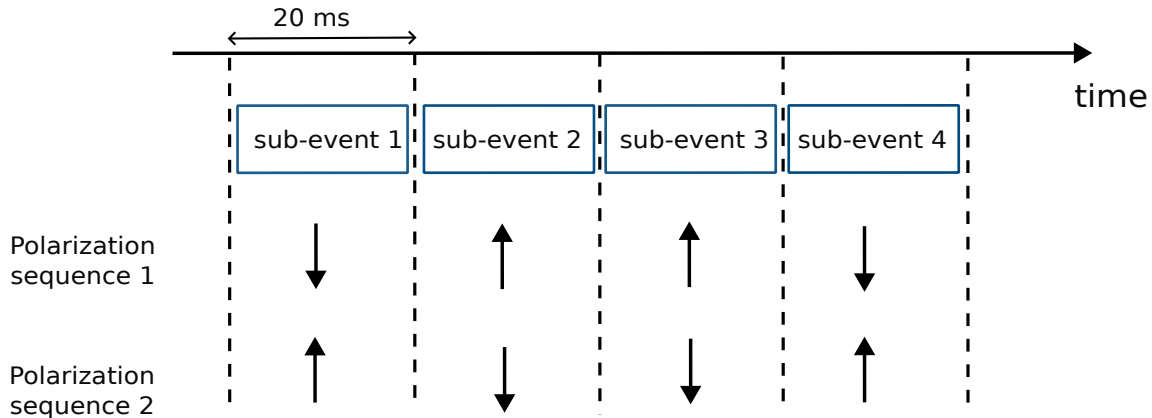 20 ms
time
sub-event 1
sub-event 2
sub-event 3
sub-event 4
Polarization
sequence 1
Polarization
sequence 2